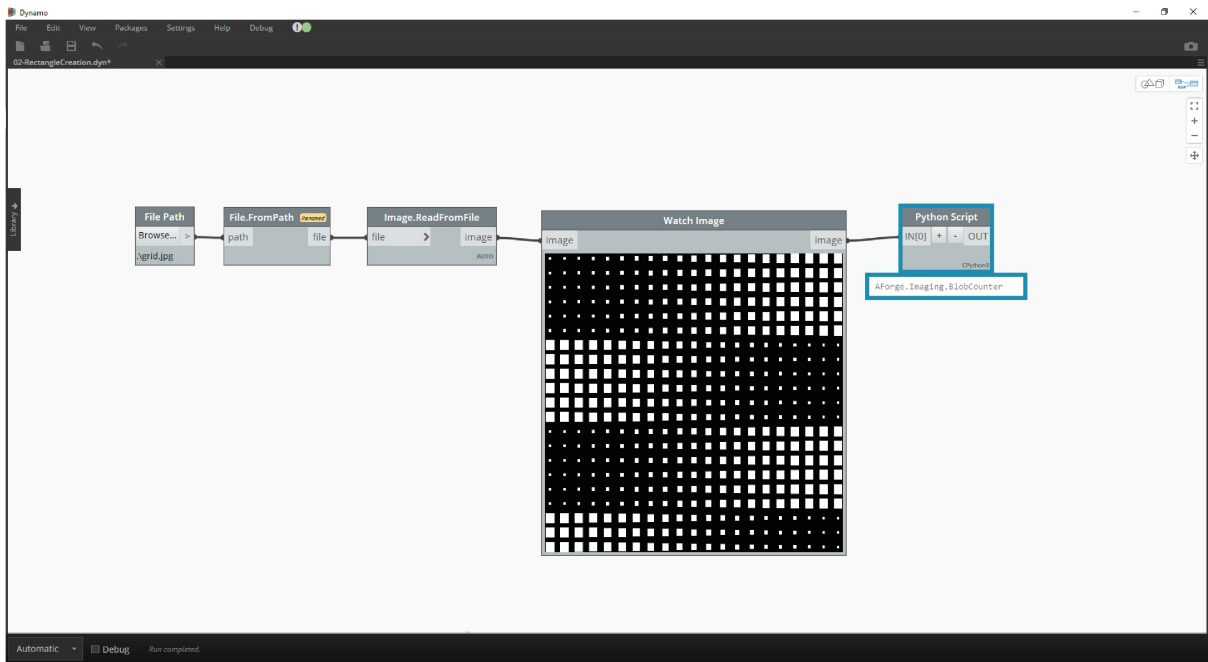 Dynamo
File Edit View Packages Settings Help Debug
02-RectangleCreation.dyn*
Library
File Path
Browse... >
.\grid.jpg
File.FromPath Renamed
path file
Image.ReadFromFile
file > image
AUTO
Watch Image
image Image
Python Script
IN[0] + - OUT
CPython3
AForge.Imaging.BlobCounter
Automatic Debug Run completed.